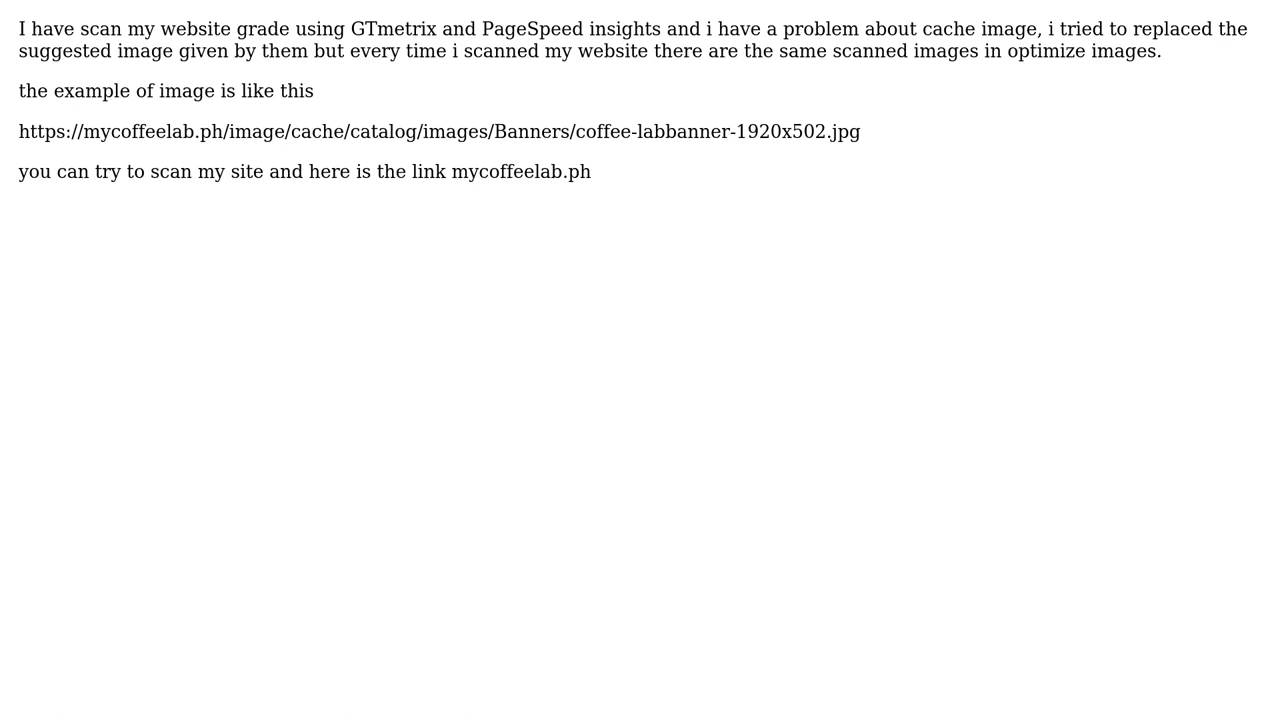 I have scan my website grade using GTmetrix and PageSpeed insights and i have a problem about cache image, i tried to replaced the
suggested image given by them but every time i scanned my website there are the same scanned images in optimize images.
the example of image is like this
https://mycoffeelab.ph/image/cache/catalog/images/Banners/coffee-labbanner-1920x502.jpg
you can try to scan my site and here is the link mycoffeelab.ph